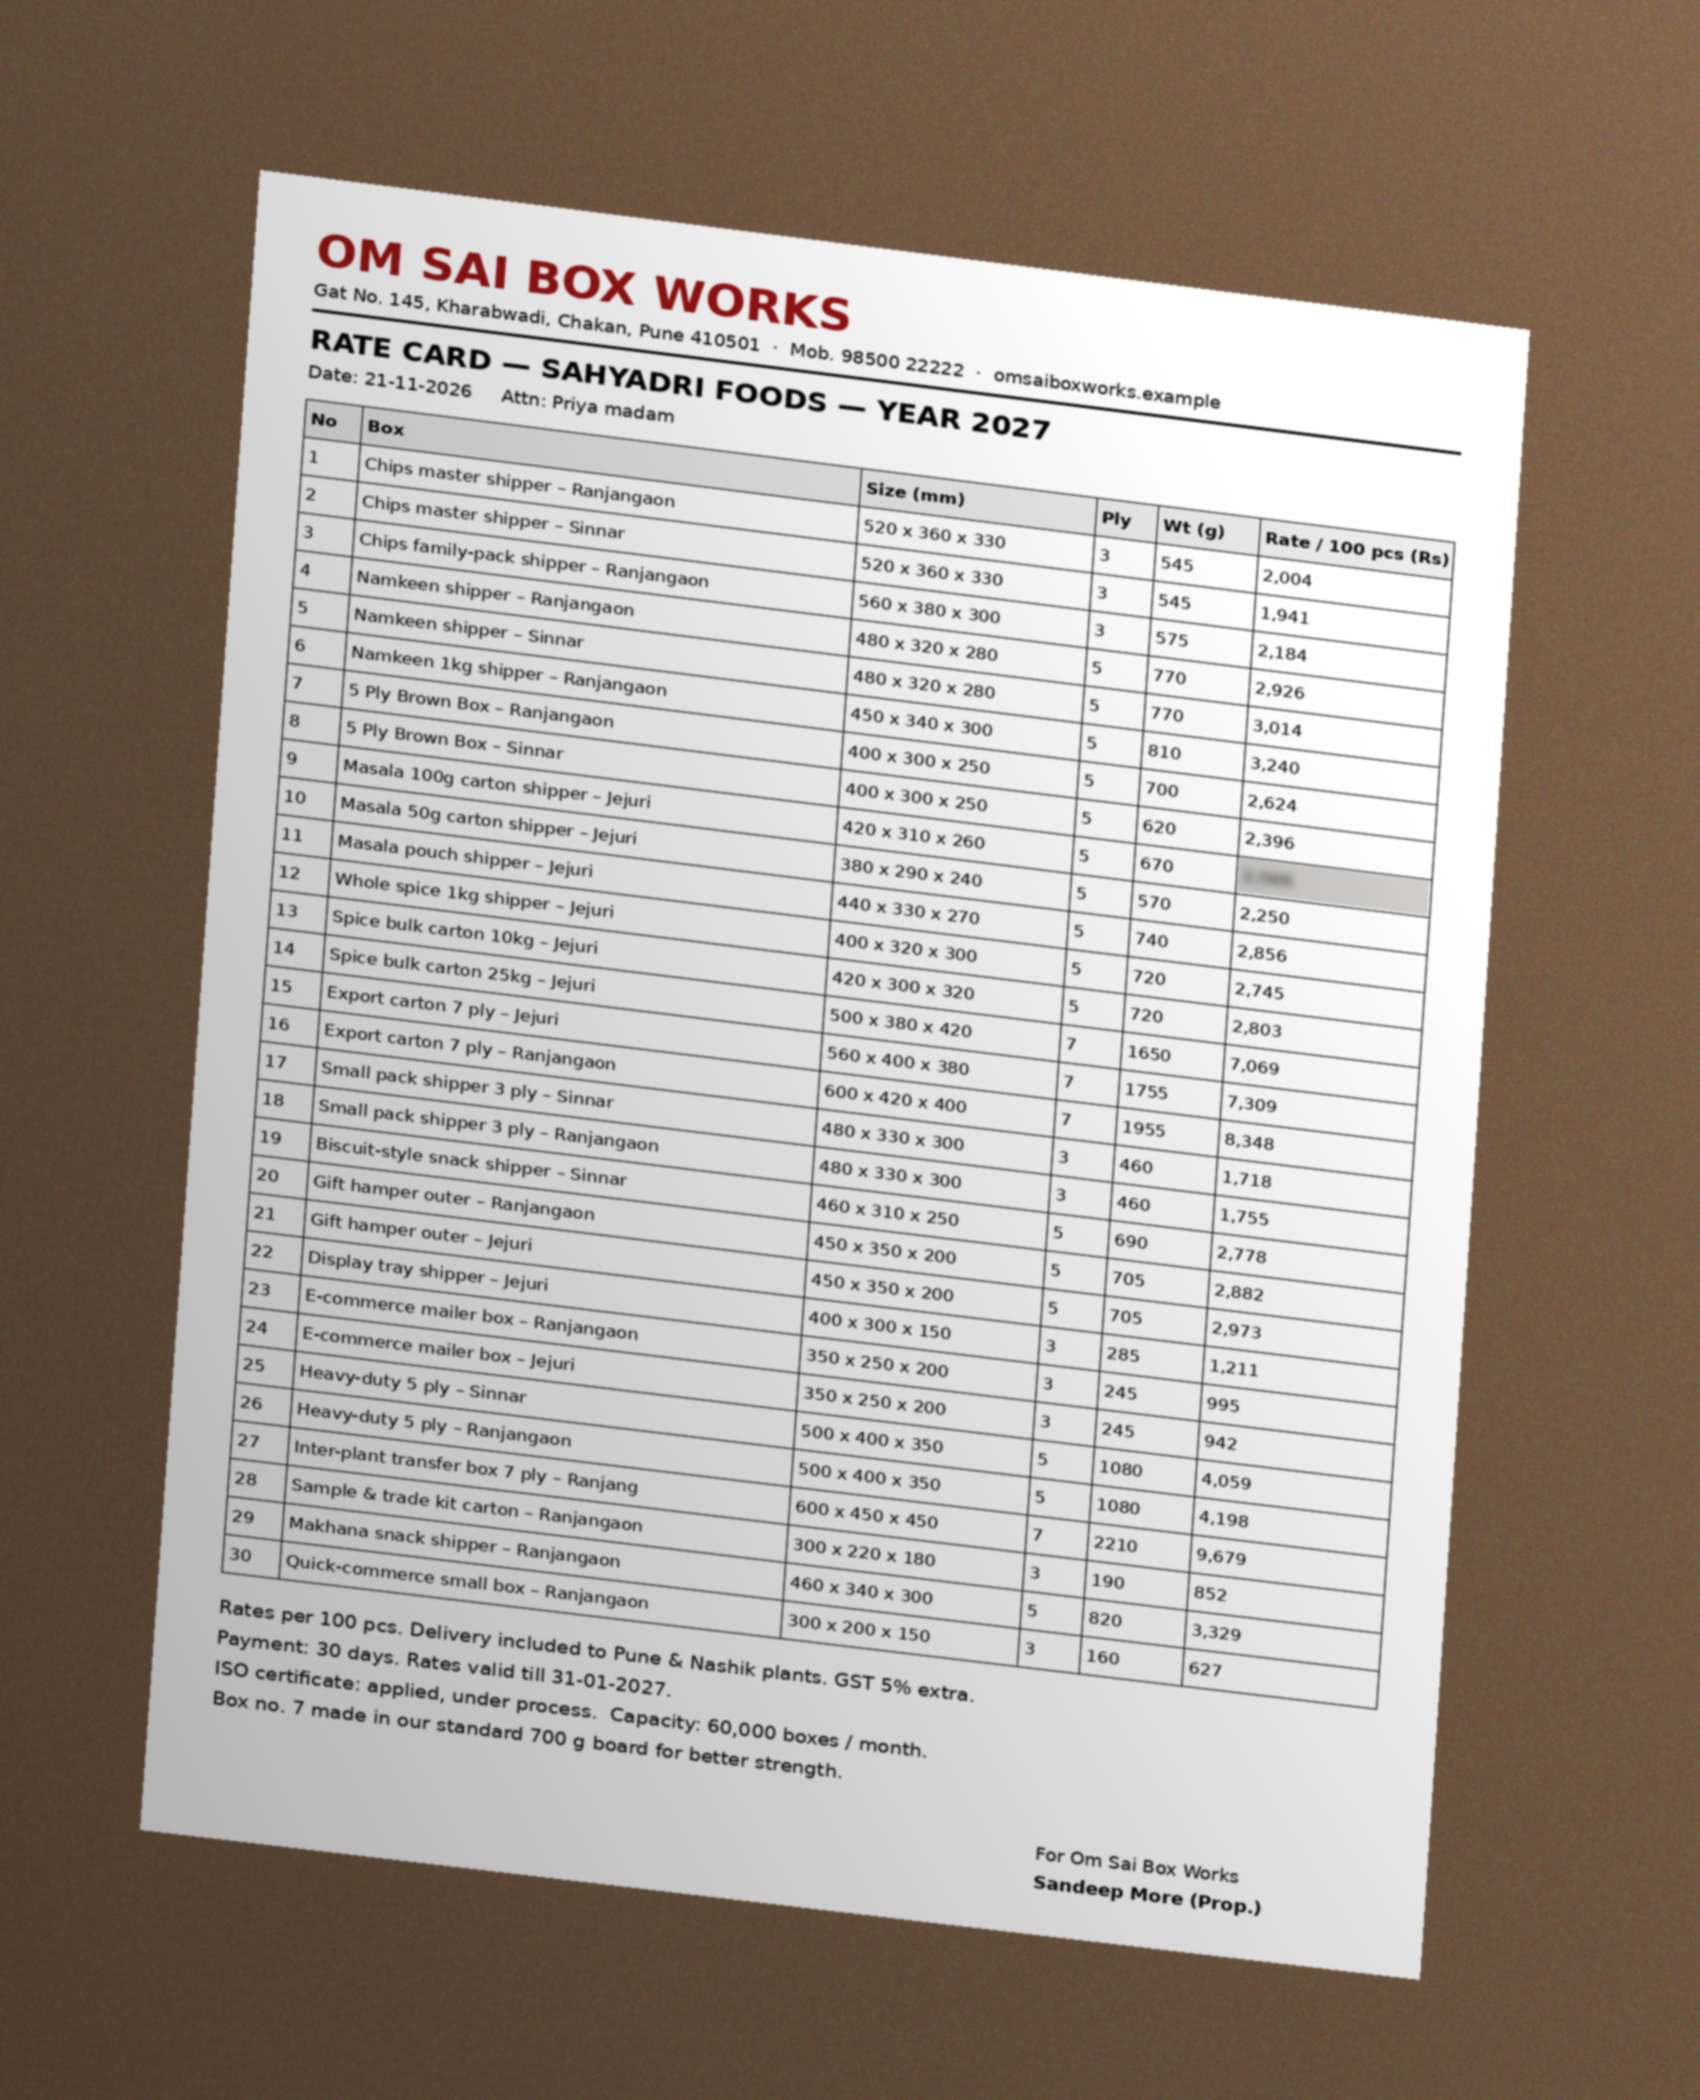 OM SAI BOX WORKS
Gat No. 145, Kharabwadi, Chakan, Pune 410501 · Mob. 98500 22222 · omsaiboxworks.example
RATE CARD — SAHYADRI FOODS — YEAR 2027
Date: 21-11-2026 Attn: Priya madam
No Box Size (mm) Ply Wt (g) Rate / 100 pcs (Rs)
1 Chips master shipper – Ranjangaon 520 x 360 x 330 3 545 2,004
2 Chips master shipper – Sinnar 520 x 360 x 330 3 545 1,941
3 Chips family-pack shipper – Ranjangaon 560 x 380 x 300 3 575 2,184
4 Namkeen shipper – Ranjangaon 480 x 320 x 280 5 770 2,926
5 Namkeen shipper – Sinnar 480 x 320 x 280 5 770 3,014
6 Namkeen 1kg shipper – Ranjangaon 450 x 340 x 300 5 810 3,240
7 5 Ply Brown Box – Ranjangaon 400 x 300 x 250 5 700 2,624
8 5 Ply Brown Box – Sinnar 400 x 300 x 250 5 620 2,396
9 Masala 100g carton shipper – Jejuri 420 x 310 x 260 5 670
10 Masala 50g carton shipper – Jejuri 380 x 290 x 240 5 570 2,250
11 Masala pouch shipper – Jejuri 440 x 330 x 270 5 740 2,856
12 Whole spice 1kg shipper – Jejuri 400 x 320 x 300 5 720 2,745
13 Spice bulk carton 10kg – Jejuri 420 x 300 x 320 5 720 2,803
14 Spice bulk carton 25kg – Jejuri 500 x 380 x 420 7 1650 7,069
15 Export carton 7 ply – Jejuri 560 x 400 x 380 7 1755 7,309
16 Export carton 7 ply – Ranjangaon 600 x 420 x 400 7 1955 8,348
17 Small pack shipper 3 ply – Sinnar 480 x 330 x 300 3 460 1,718
18 Small pack shipper 3 ply – Ranjangaon 480 x 330 x 300 3 460 1,755
19 Biscuit-style snack shipper – Sinnar 460 x 310 x 250 5 690 2,778
20 Gift hamper outer – Ranjangaon 450 x 350 x 200 5 705 2,882
21 Gift hamper outer – Jejuri 450 x 350 x 200 5 705 2,973
22 Display tray shipper – Jejuri 400 x 300 x 150 3 285 1,211
23 E-commerce mailer box – Ranjangaon 350 x 250 x 200 3 245 995
24 E-commerce mailer box – Jejuri 350 x 250 x 200 3 245 942
25 Heavy-duty 5 ply – Sinnar 500 x 400 x 350 5 1080 4,059
26 Heavy-duty 5 ply – Ranjangaon 500 x 400 x 350 5 1080 4,198
27 Inter-plant transfer box 7 ply – Ranjang 600 x 450 x 450 7 2210 9,679
28 Sample & trade kit carton – Ranjangaon 300 x 220 x 180 3 190 852
29 Makhana snack shipper – Ranjangaon 460 x 340 x 300 5 820 3,329
30 Quick-commerce small box – Ranjangaon 300 x 200 x 150 3 160 627
Rates per 100 pcs. Delivery included to Pune & Nashik plants. GST 5% extra.
Payment: 30 days. Rates valid till 31-01-2027.
ISO certificate: applied, under process. Capacity: 60,000 boxes / month.
Box no. 7 made in our standard 700 g board for better strength.
For Om Sai Box Works
Sandeep More (Prop.)